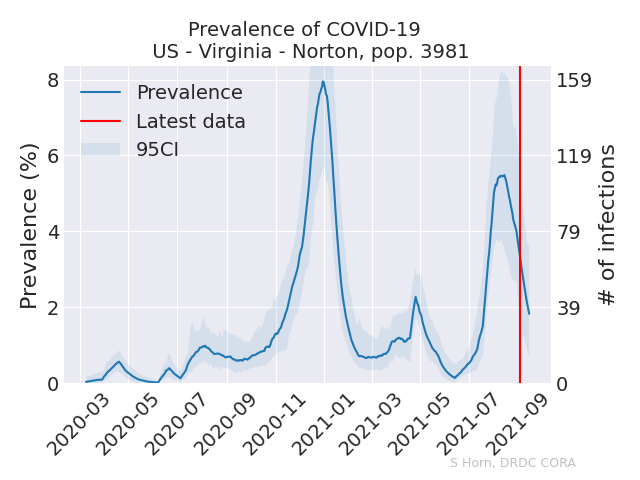 Prevalence of COVID-19
US - Virginia - Norton, pop. 3981
Prevalence (%)
8
6
4
2
0
Prevalence
Latest data
95CI
159
119
79
39
0
# of infections
2020-03
2020-05
2020-07
2020-09
2020-11
2021-01
2021-03
2021-05
2021-07
2021-09
S Horn, DRDC CORA